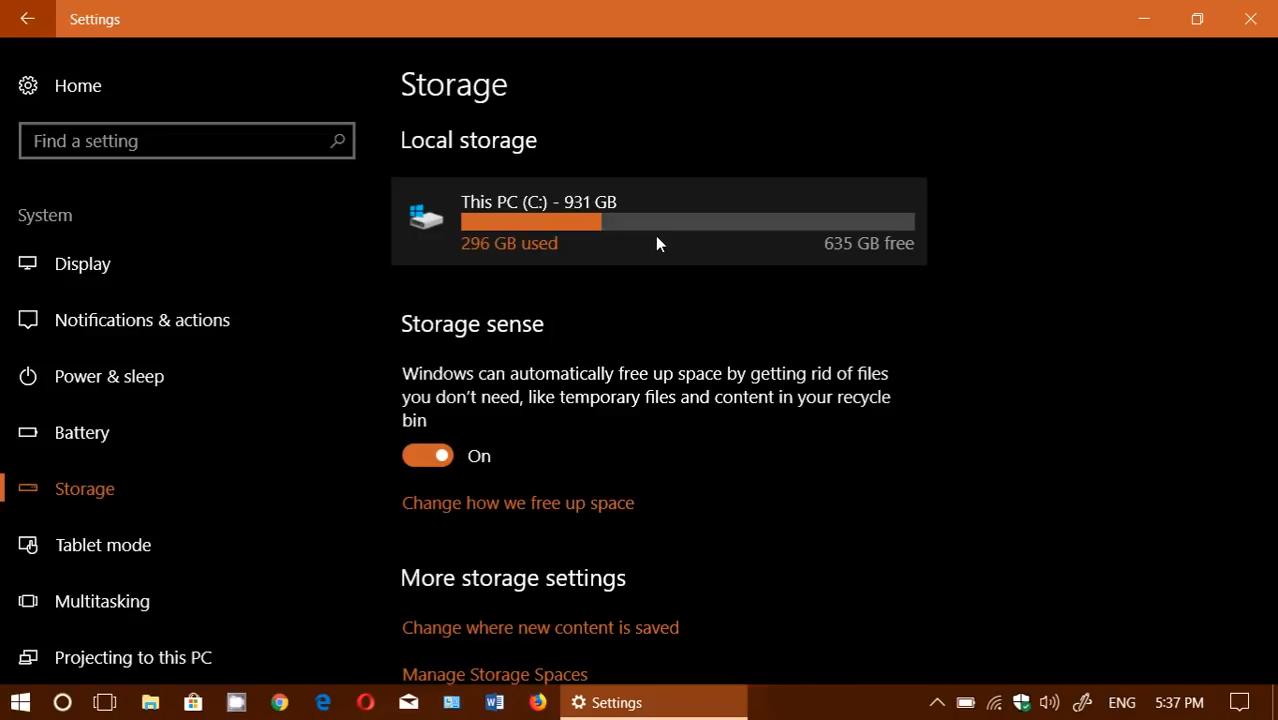 Settings
Home
Find a setting
System
Display
Notifications & actions
Power & sleep
Battery
Storage
Tablet mode
Multitasking
Projecting to this PC
Storage
Local storage
This PC (C:) - 931 GB
296 GB used
635 GB free
Storage sense
Windows can automatically free up space by getting rid of files
you don't need, like temporary files and content in your recycle
bin
On
Change how we free up space
More storage settings
Change where new content is saved
Manage Storage Spaces
Settings
ENG
5:37 PM